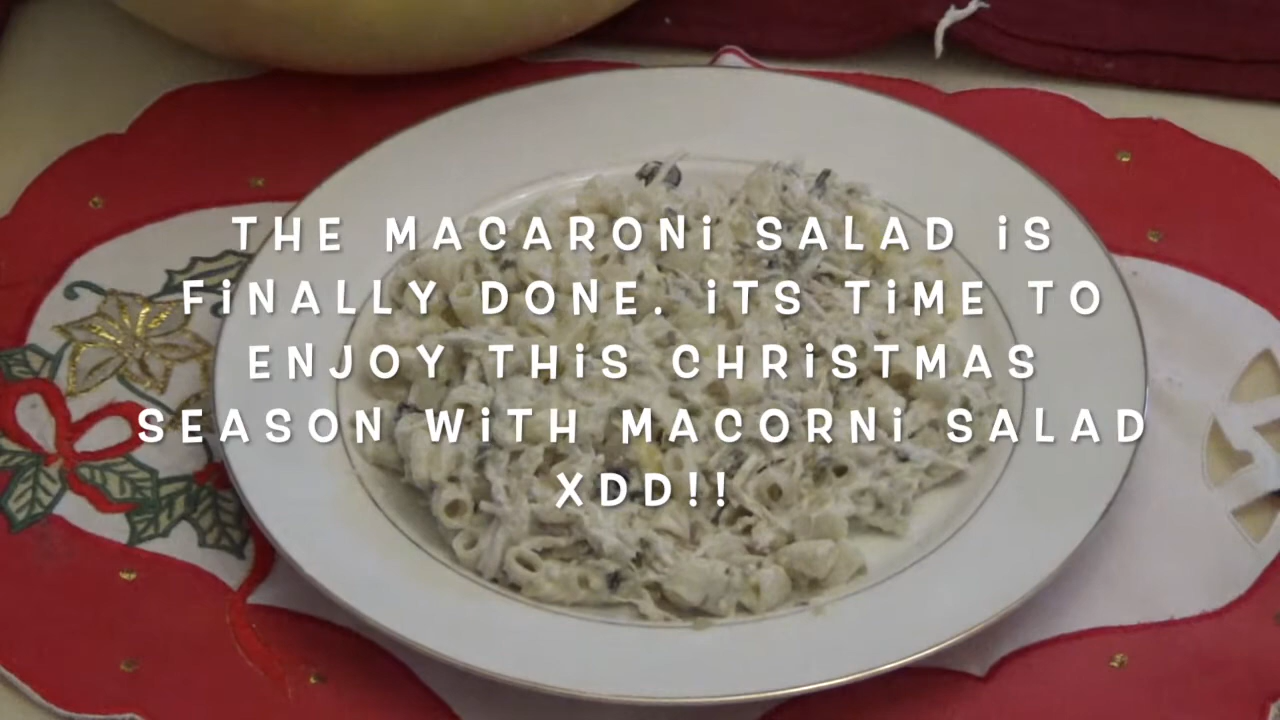 THE MACARONi SALAD iS
FiNALLY DONE. iTS TiME TO
ENJOY THiS CHRiSTMAS
SEASON WiTH MACORNi SALAD
XDD!!